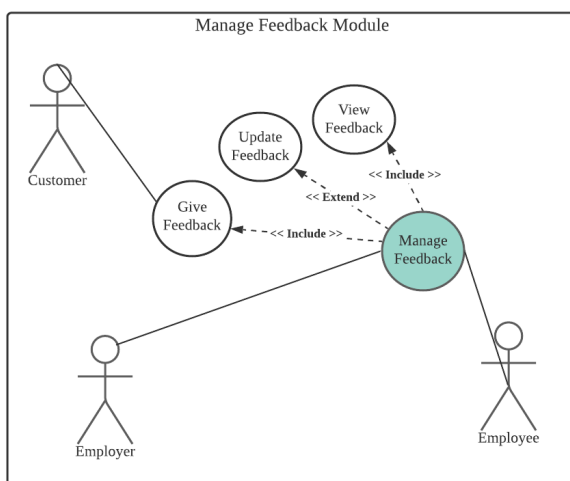 Manage Feedback Module
View
Feedback
Update
Feedback
<< Include >>
Customer
<< Extend >>
Give
Feedback
<< Include >>
Manage
Feedback
Employer
Employee